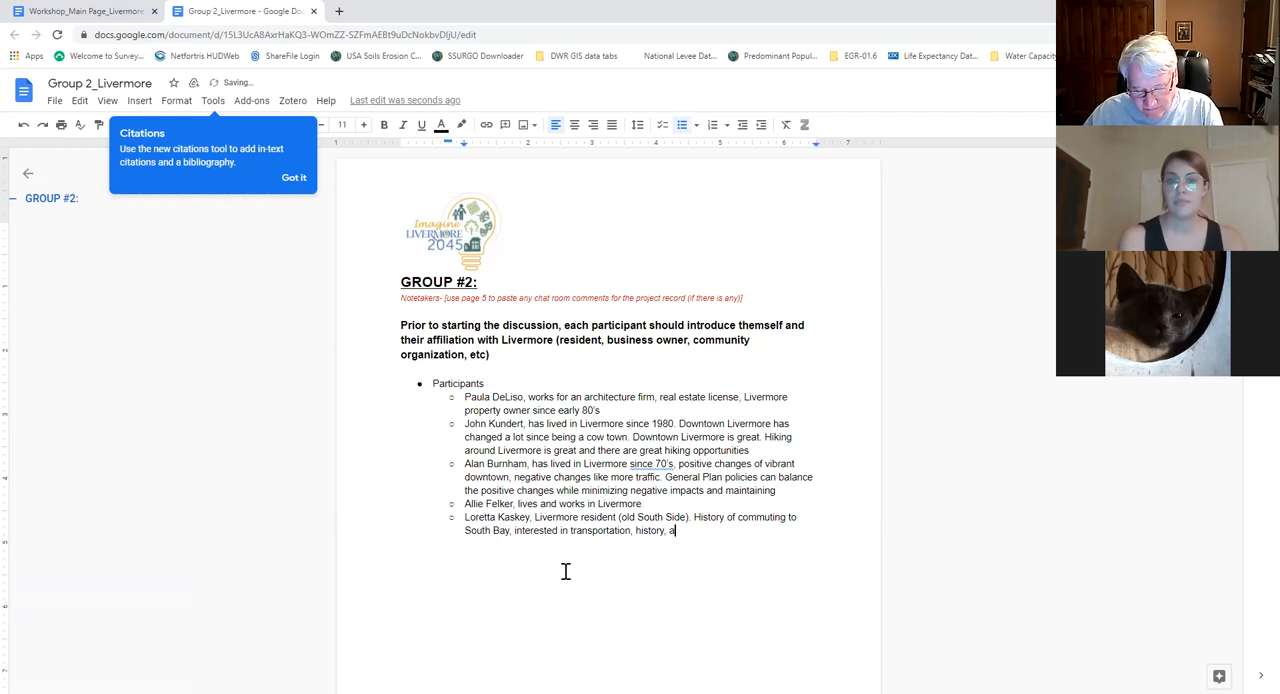 Workshop_Main Page_Livermore
Group 2_Livermore - Google Doc
docs.google.com/document/d/15L3UcA8AxrHaKQ3-WOmZZ-SZFmAEBt9uDcNokbvDIjU/edit
Apps Welcome to Survey... Netfortris HUDWeb ShareFile Login USA Soils Erosion C... SSURGO Downloader DWR GIS data tabs National Levee Dat... Predominant Popul... EGR-01.6 Life Expectancy Dat... Water Capacity
Group 2_Livermore Saving...
File Edit View Insert Format Tools Add-ons Zotero Help Last edit was seconds ago
11 B I U A Z
Citations
Use the new citations tool to add in-text
citations and a bibliography.
Got it
GROUP #2:
Imagine
LIVERMORE
2045
GROUP #2:
Notetakers- [use page 5 to paste any chat room comments for the project record (if there is any)]
Prior to starting the discussion, each participant should introduce themself and
their affiliation with Livermore (resident, business owner, community
organization, etc)
● Participants
○ Paula DeLiso, works for an architecture firm, real estate license, Livermore
property owner since early 80's
○ John Kundert, has lived in Livermore since 1980. Downtown Livermore has
changed a lot since being a cow town. Downtown Livermore is great. Hiking
around Livermore is great and there are great hiking opportunities
○ Alan Burnham, has lived in Livermore since 70's, positive changes of vibrant
downtown, negative changes like more traffic. General Plan policies can balance
the positive changes while minimizing negative impacts and maintaining
○ Allie Felker, lives and works in Livermore
○ Loretta Kaskey, Livermore resident (old South Side). History of commuting to
South Bay, interested in transportation, history, a